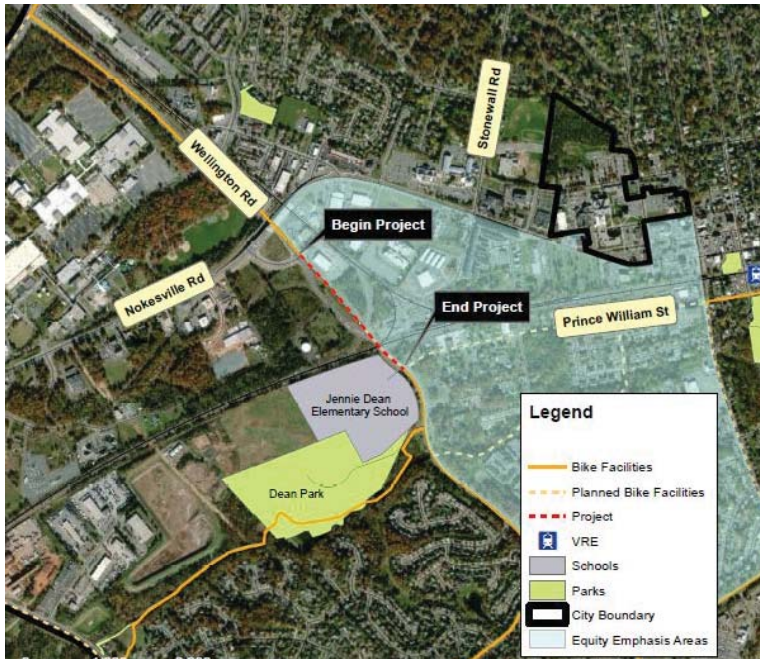 Stonewall Rd
Wellington Rd
Begin Project
Nokesville Rd
End Project
Prince William St
Jennie Dean
Elementary School
Dean Park
Legend
Bike Facilities
Planned Bike Facilities
Project
VRE
Schools
Parks
City Boundary
Equity Emphasis Areas